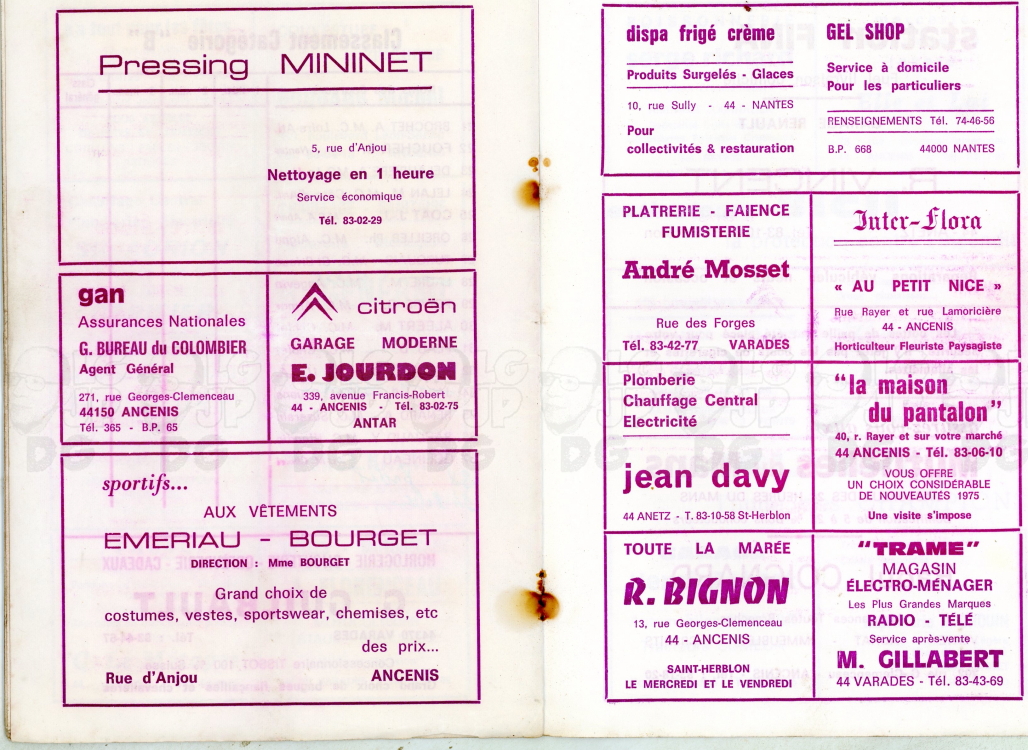 Pressing MININET
5, rue d'Anjou
Nettoyage en 1 heure
Service économique
Tél. 83-02-29
gan
Assurances Nationales
G. BUREAU du COLOMBIER
Agent Général
271, rue Georges-Clemenceau
44150 ANCENIS
Tél. 365 - B.P. 65
citroën
GARAGE MODERNE
E. JOURDON
339, avenue Francis-Robert
44 - ANCENIS - Tél. 83-02-75
ANTAR
sportifs...
AUX VÊTEMENTS
EMERIAU - BOURGET
DIRECTION : Mme BOURGET
Grand choix de
costumes, vestes, sportswear, chemises, etc
des prix...
Rue d'Anjou ANCENIS
dispa frigé crème
Produits Surgelés - Glaces
10, rue Sully - 44 - NANTES
Pour
collectivités & restauration
GEL SHOP
Service à domicile
Pour les particuliers
RENSEIGNEMENTS Tél. 74-46-56
B.P. 668 44000 NANTES
PLATRERIE - FAIENCE
FUMISTERIE
André Mosset
Rue des Forges
Tél. 83-42-77 VARADES
Inter-Flora
« AU PETIT NICE »
Rue Rayer et rue Lamoricière
44 - ANCENIS
Horticulteur Fleuriste Paysagiste
Plomberie
Chauffage Central
Electricité
jean davy
44 ANETZ - T. 83-10-58 St-Herblon
"la maison
du pantalon"
40, r. Rayer et sur votre marché
44 ANCENIS - Tél. 83-06-10
VOUS OFFRE
UN CHOIX CONSIDÉRABLE
DE NOUVEAUTÉS 1975
Une visite s'impose
TOUTE LA MARÉE
R. BIGNON
13, rue Georges-Clemenceau
44 - ANCENIS
SAINT-HERBLON
LE MERCREDI ET LE VENDREDI
"TRAME"
MAGASIN
ÉLECTRO-MÉNAGER
Les Plus Grandes Marques
RADIO - TÉLÉ
Service après-vente
M. GILLABERT
44 VARADES - Tél. 83-43-69